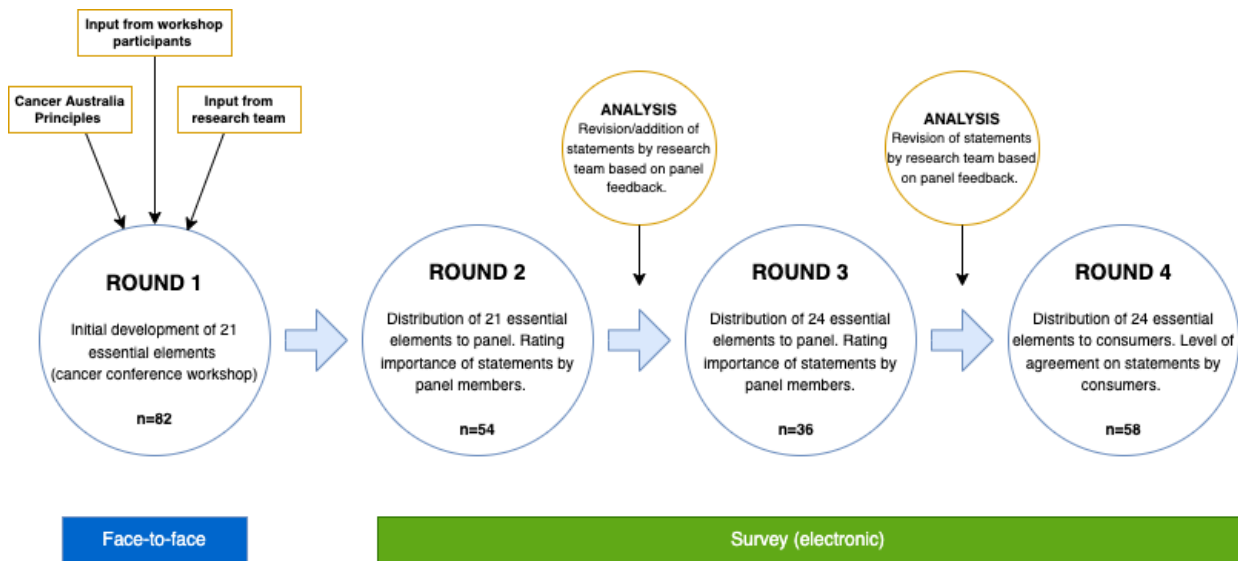 Input from workshop
participants
Cancer Australia
Principles
Input from
research team
ANALYSIS
Revision/addition of
statements by research
team based on panel
feedback.
ANALYSIS
Revision of statements
by research team based
on panel feedback.
ROUND 1
Initial development of 21
essential elements
(cancer conference workshop)
n=82
ROUND 2
Distribution of 21 essential
elements to panel. Rating
importance of statements by
panel members.
n=54
ROUND 3
Distribution of 24 essential
elements to panel. Rating
importance of statements by
panel members.
n=36
ROUND 4
Distribution of 24 essential
elements to consumers. Level of
agreement on statements by
consumers.
n=58
Face-to-face
Survey (electronic)